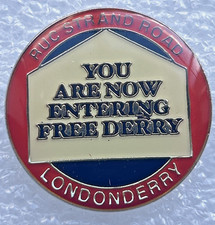 RUC STRAND ROAD
YOU
ARE NOW
ENTERING
FREE DERRY
LONDONDERRY